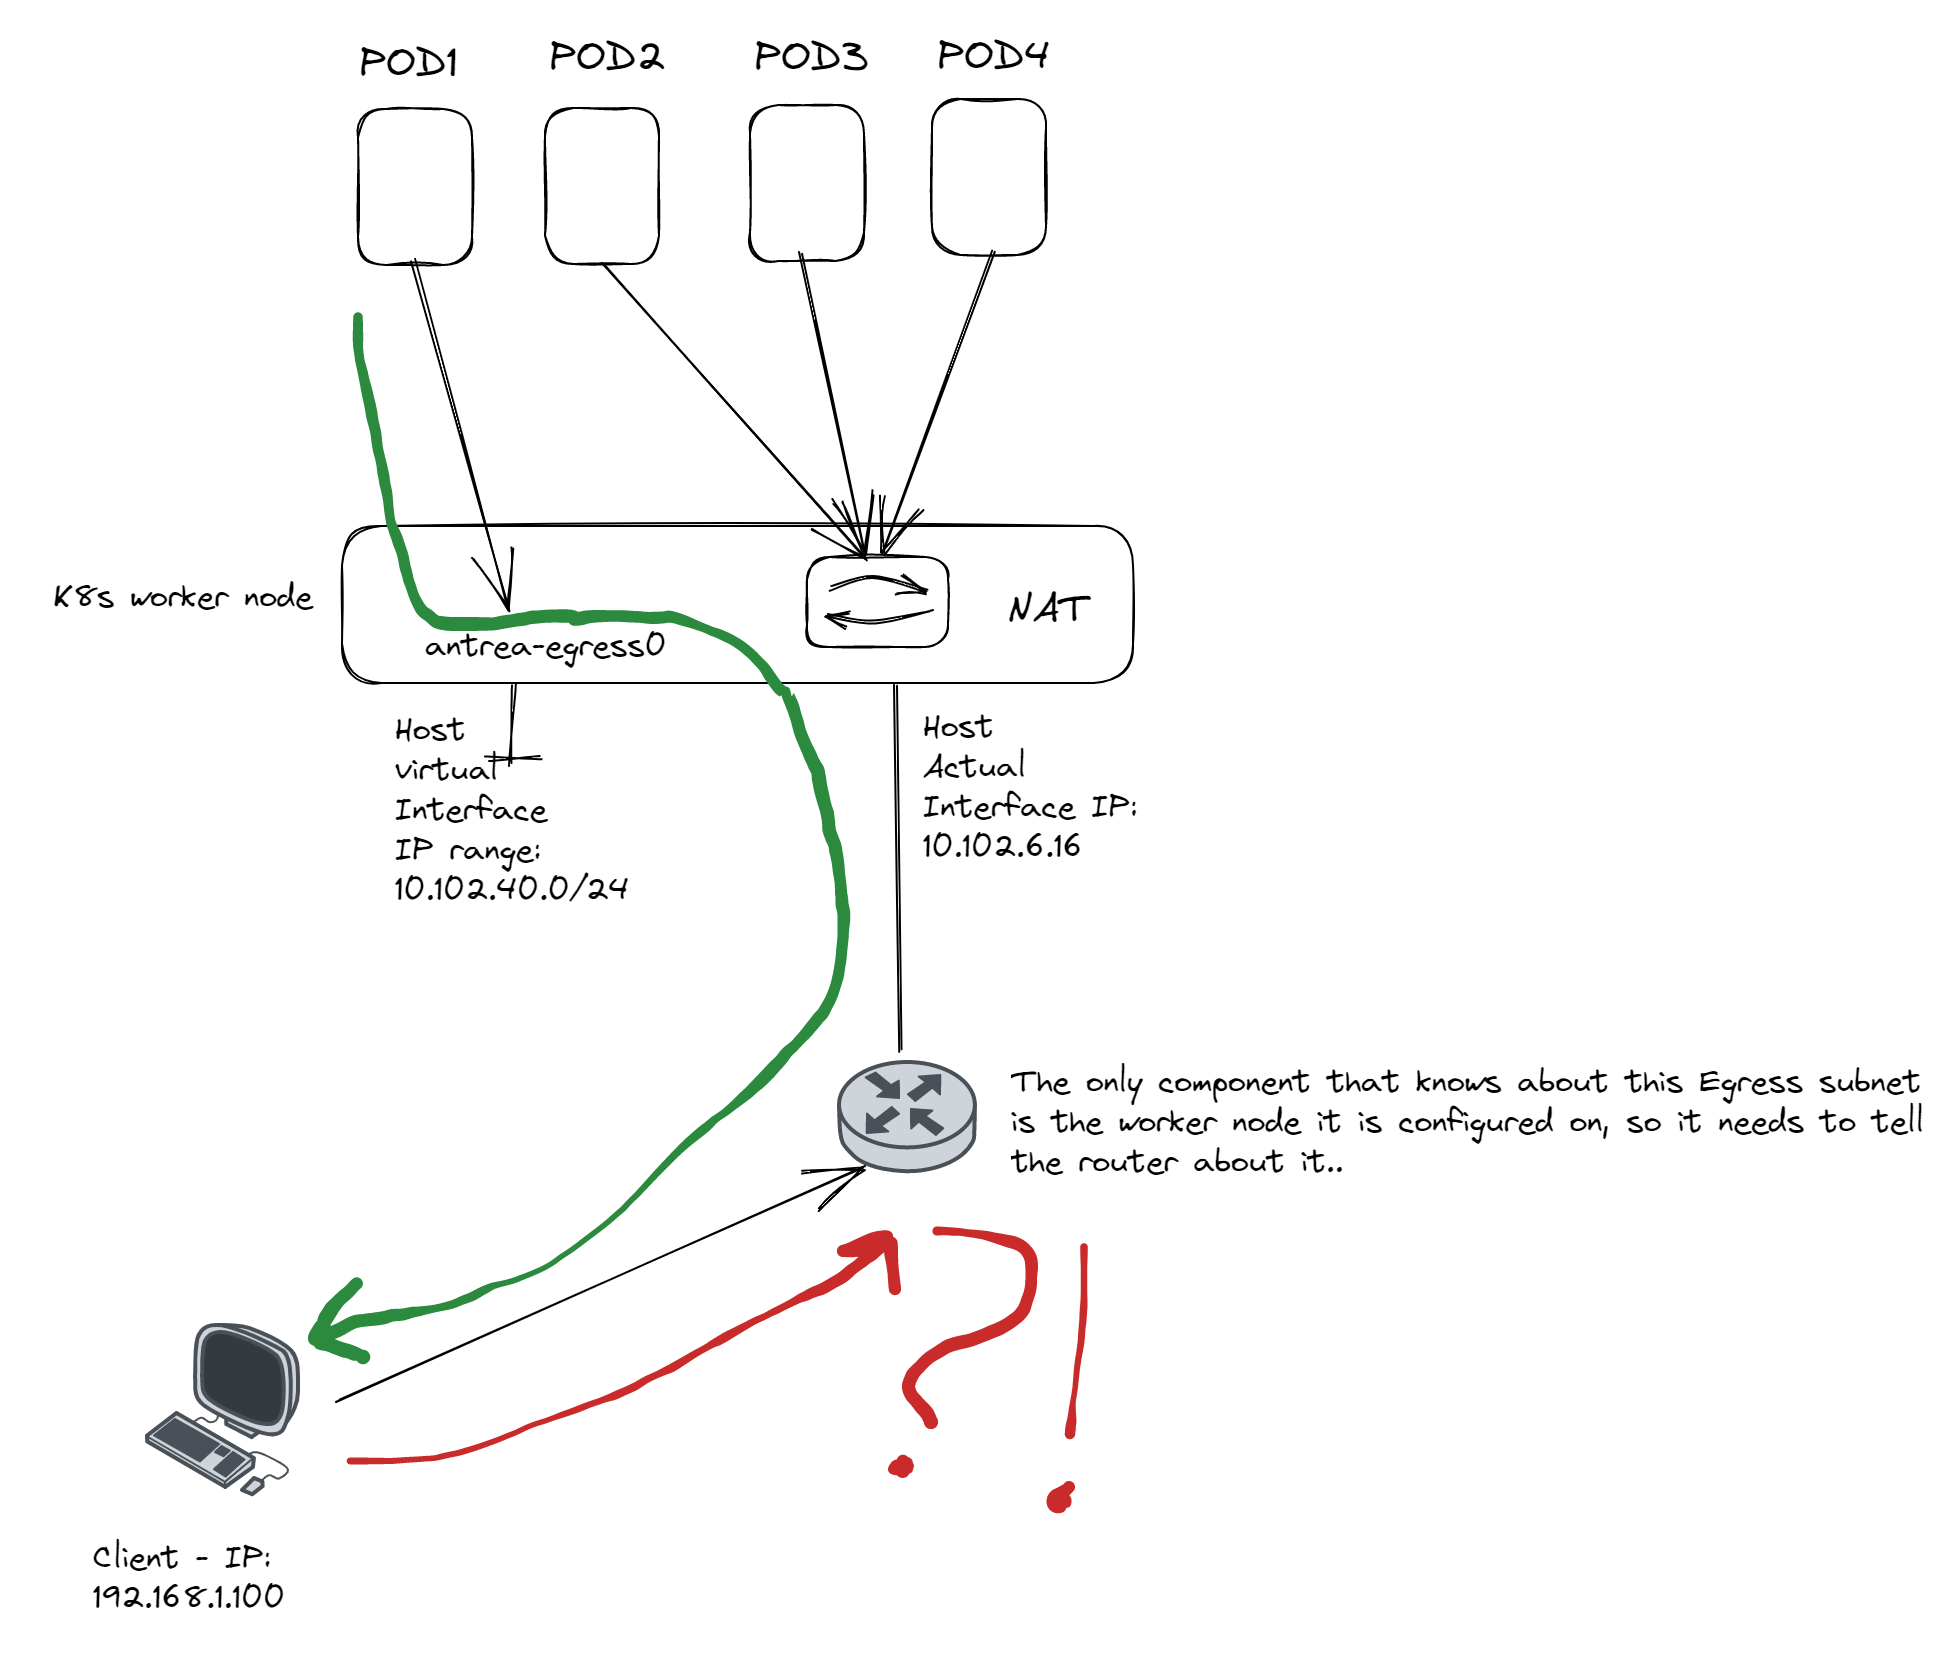 POD1
POD2
POD3
POD4
K8s worker node
antrea-egress0
NAT
Host
virtual
Interface
IP range:
10.102.40.0/24
Host
Actual
Interface IP:
10.102.6.16
The only component that knows about this Egress subnet
is the worker node it is configured on, so it needs to tell
the router about it..
?!
Client - IP:
192.168.1.100